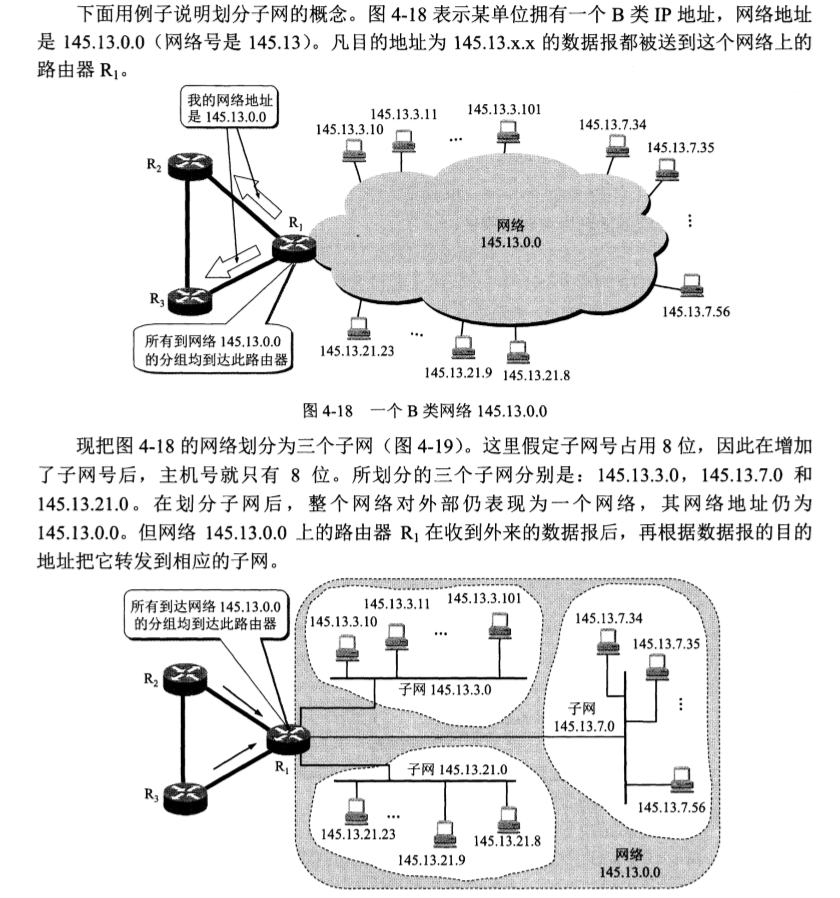 下面用例子说明划分子网的概念。图 4-18 表示某单位拥有一个 B 类 IP 地址，网络地址
是 145.13.0.0（网络号是 145.13）。凡目的地址为 145.13.x.x 的数据报都被送到这个网络上的
路由器 R₁。
我的网络地址
是 145.13.0.0
145.13.3.10
145.13.3.11
...
145.13.3.101
145.13.7.34
145.13.7.35
R₂
R₁
网络
145.13.0.0
R₃
145.13.7.56
所有到网络 145.13.0.0
的分组均到达此路由器
145.13.21.23
...
145.13.21.9
145.13.21.8
图 4-18 一个 B 类网络 145.13.0.0
现把图 4-18 的网络划分为三个子网（图 4-19）。这里假定子网号占用 8 位，因此在增加
了子网号后，主机号就只有 8 位。所划分的三个子网分别是：145.13.3.0，145.13.7.0 和
145.13.21.0。在划分子网后，整个网络对外部仍表现为一个网络，其网络地址仍为
145.13.0.0。但网络 145.13.0.0 上的路由器 R₁ 在收到外来的数据报后，再根据数据报的目的
地址把它转发到相应的子网。
所有到达网络 145.13.0.0
的分组均到达此路由器
145.13.3.10
145.13.3.11
...
145.13.3.101
子网 145.13.3.0
145.13.7.34
145.13.7.35
R₂
子网
145.13.7.0
R₁
R₃
子网 145.13.21.0
145.13.7.56
145.13.21.23
...
145.13.21.9
145.13.21.8
网络
145.13.0.0